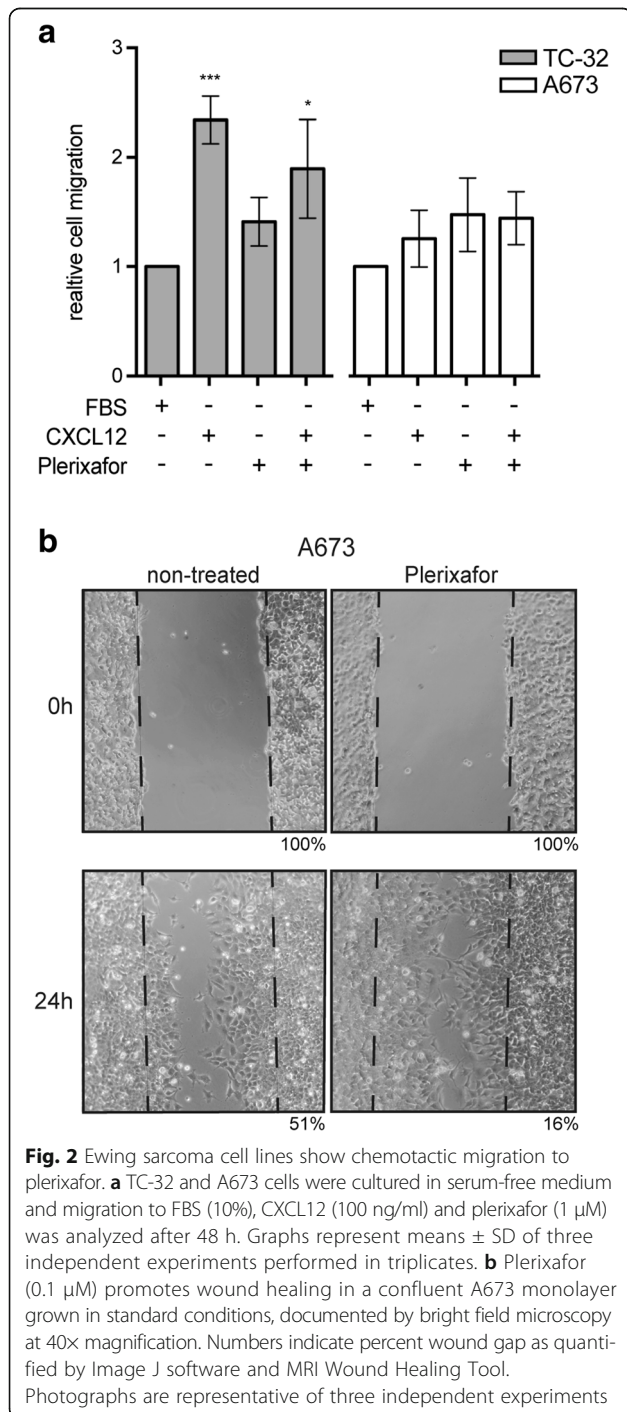 a
TC-32
A673
***
*
3
2
1
0
realtive cell migration
FBS + - - - + - - -
CXCL12 - + - + - + - +
Plerixafor - - + + - - + +
b
A673
non-treated Plerixafor
0h
100% 100%
24h
51% 16%
Fig. 2 Ewing sarcoma cell lines show chemotactic migration to
plerixafor. a TC-32 and A673 cells were cultured in serum-free medium
and migration to FBS (10%), CXCL12 (100 ng/ml) and plerixafor (1 μM)
was analyzed after 48 h. Graphs represent means ± SD of three
independent experiments performed in triplicates. b Plerixafor
(0.1 μM) promotes wound healing in a confluent A673 monolayer
grown in standard conditions, documented by bright field microscopy
at 40× magnification. Numbers indicate percent wound gap as quanti-
fied by Image J software and MRI Wound Healing Tool.
Photographs are representative of three independent experiments